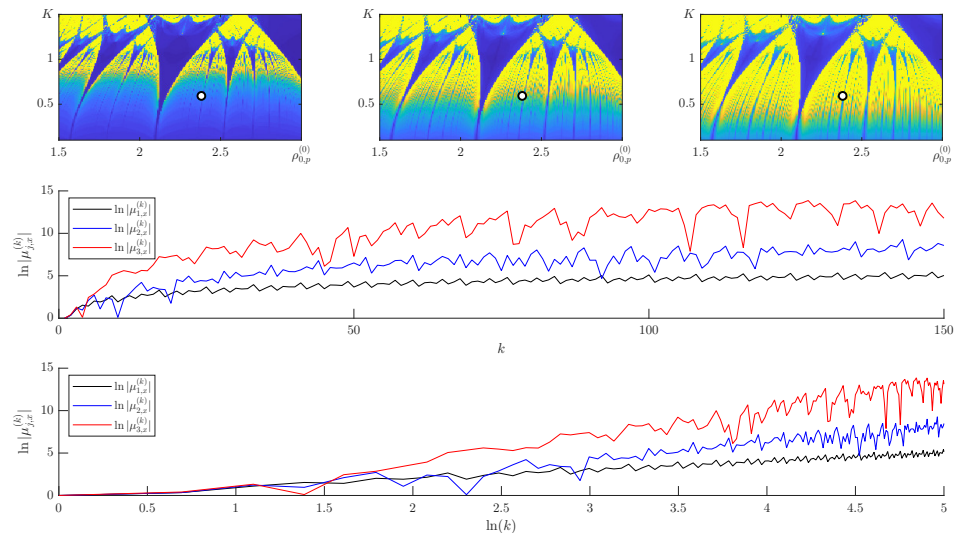 K K K
1 1 1
0.5 0.5 0.5
1.5 2 2.5 ρ_{0,p}^{(0)} 1.5 2 2.5 ρ_{0,p}^{(0)} 1.5 2 2.5 ρ_{0,p}^{(0)}
15
ln |μ_{1,x}^{(k)}|
10
ln |μ_{2,x}^{(k)}|
ln |μ_{3,x}^{(k)}|
ln |μ_{j,x}^{(k)}|
5
0
0 50 100 150
k
15
ln |μ_{1,x}^{(k)}|
10
ln |μ_{2,x}^{(k)}|
ln |μ_{3,x}^{(k)}|
ln |μ_{j,x}^{(k)}|
5
0
0 0.5 1 1.5 2 2.5 3 3.5 4 4.5 5
ln(k)